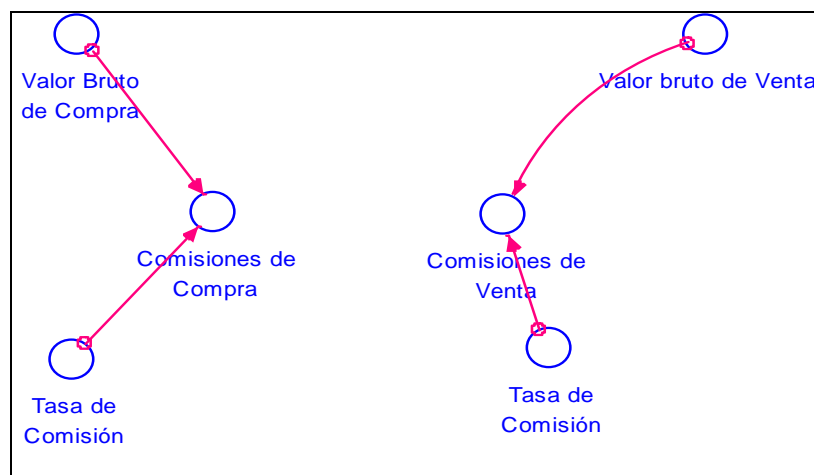 Valor Bruto
de Compra
Valor bruto de Venta
Comisiones de
Compra
Comisiones de
Venta
Tasa de
Comisión
Tasa de
Comisión